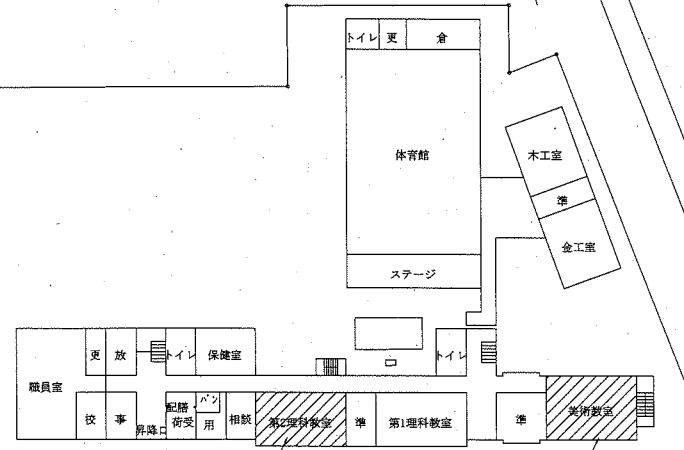 トイレ 更 倉
体育館
木工室
準
金工室
ステージ
更 放 トイレ 保健室 トイレ
職員室
校 事 昇降口 配膳・荷受 パン 用 相談 第2理科教室 準 第1理科教室 準 美術教室